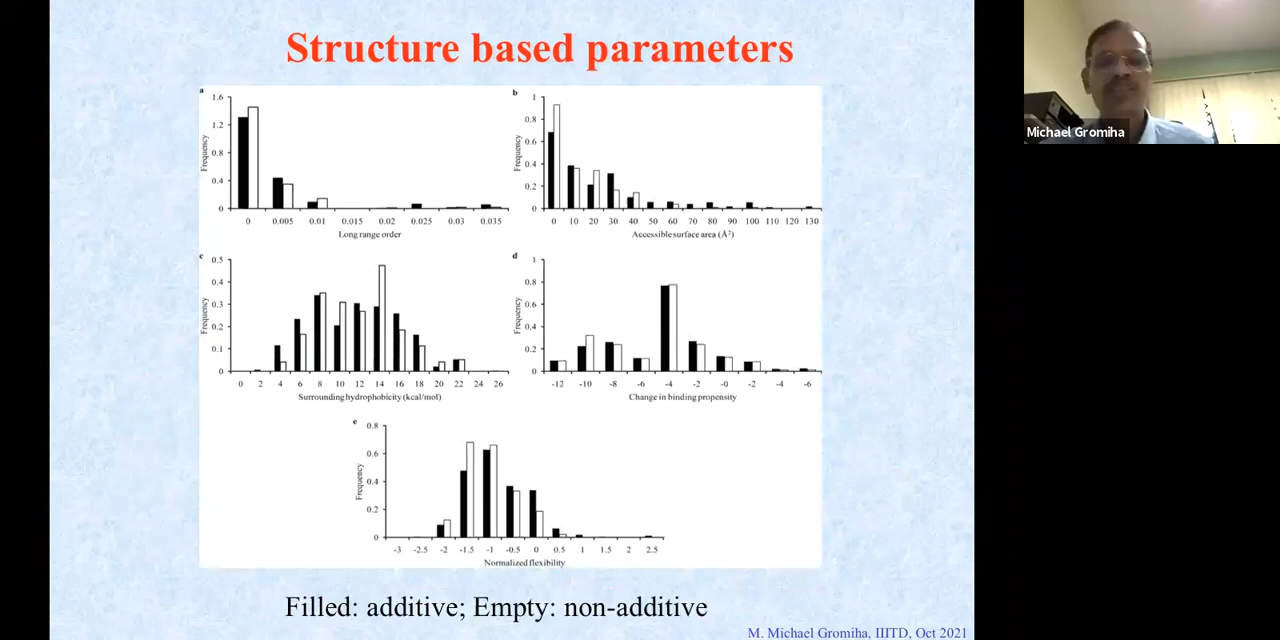 Structure based parameters
a
1.6
1.2
0.8
0.4
0
Frequency
0 0.005 0.01 0.015 0.02 0.025 0.03 0.035
Long range order
b
1
0.8
0.6
0.4
0.2
0
Frequency
0 10 20 30 40 50 60 70 80 90 100 110 120 130
Accessible surface area (Å²)
c
0.5
0.4
0.3
0.2
0.1
0
Frequency
0 2 4 6 8 10 12 14 16 18 20 22 24 26
Surrounding hydrophobicity (kcal/mol)
d
1
0.8
0.6
0.4
0.2
0
Frequency
-12 -10 -8 -6 -4 -2 -0 -2 -4 -6
Change in binding propensity
e
0.8
0.6
0.4
0.2
0
Frequency
-3 -2.5 -2 -1.5 -1 -0.5 0 0.5 1 1.5 2 2.5
Normalized flexibility
Filled: additive; Empty: non-additive
M. Michael Gromiha, IIITD, Oct 2021
Michael Gromiha